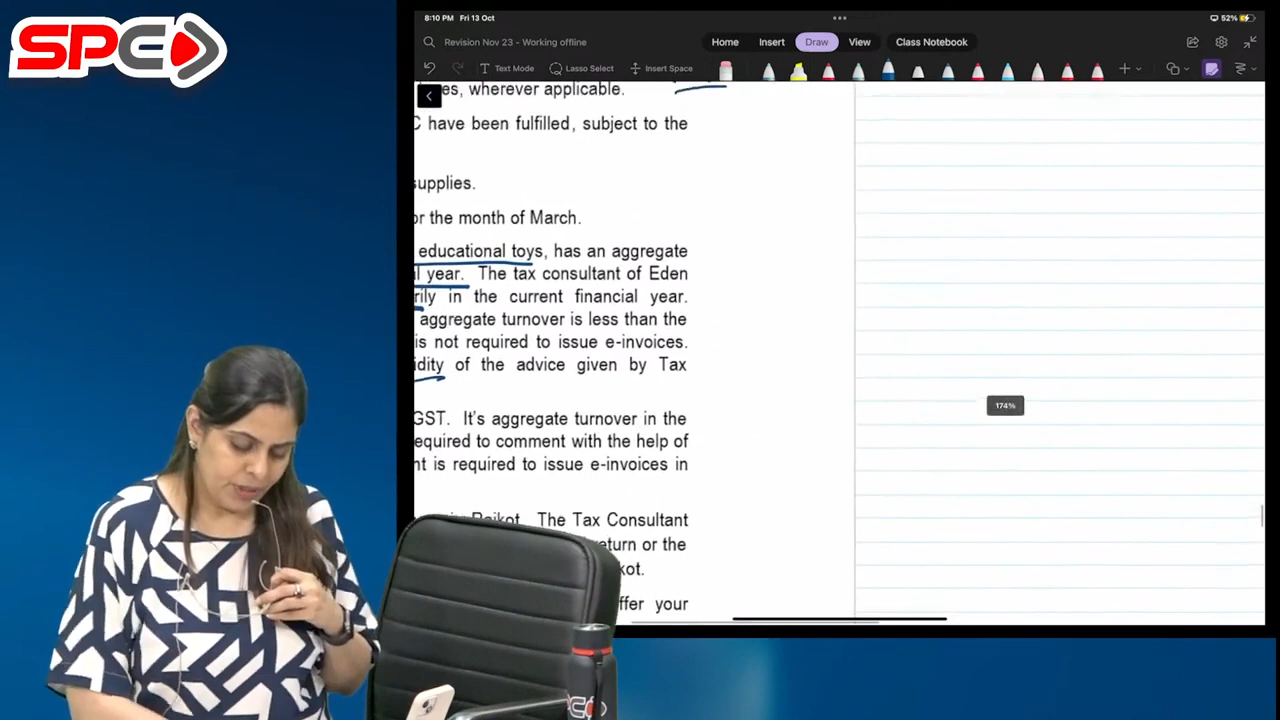 SPC
8:10 PM Fri 13 Oct
52%
Revision Nov 23 - Working offline
Home Insert Draw View Class Notebook
Text Mode Lasso Select Insert Space
es, wherever applicable.
C have been fulfilled, subject to the
supplies.
or the month of March.
educational toys, has an aggregate
l year. The tax consultant of Eden
rily in the current financial year.
aggregate turnover is less than the
is not required to issue e-invoices.
idity of the advice given by Tax
GST. It's aggregate turnover in the
equired to comment with the help of
nt is required to issue e-invoices in
Rajkot. The Tax Consultant
return or the
kot.
ffer your
174%